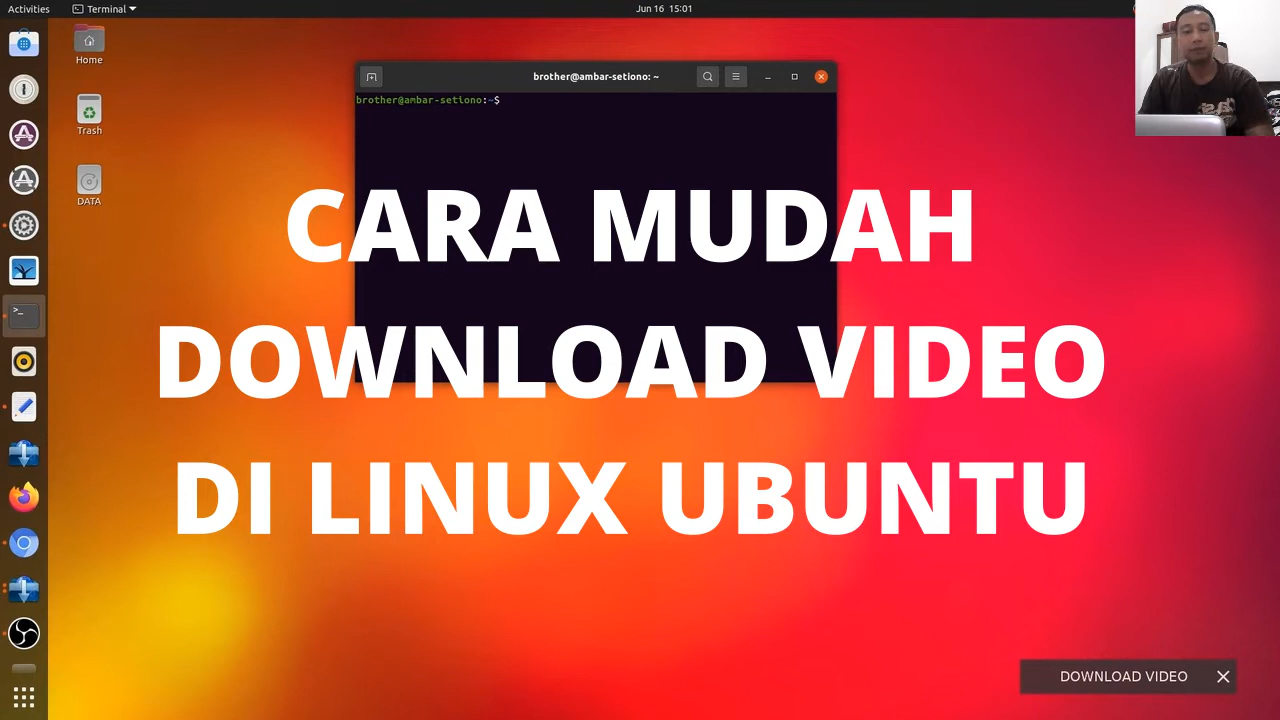 Activities
Terminal
Jun 16 15:01
Home
Trash
DATA
brother@ambar-setiono: ~
brother@ambar-setiono:~$
CARA MUDAH
DOWNLOAD VIDEO
DI LINUX UBUNTU
DOWNLOAD VIDEO